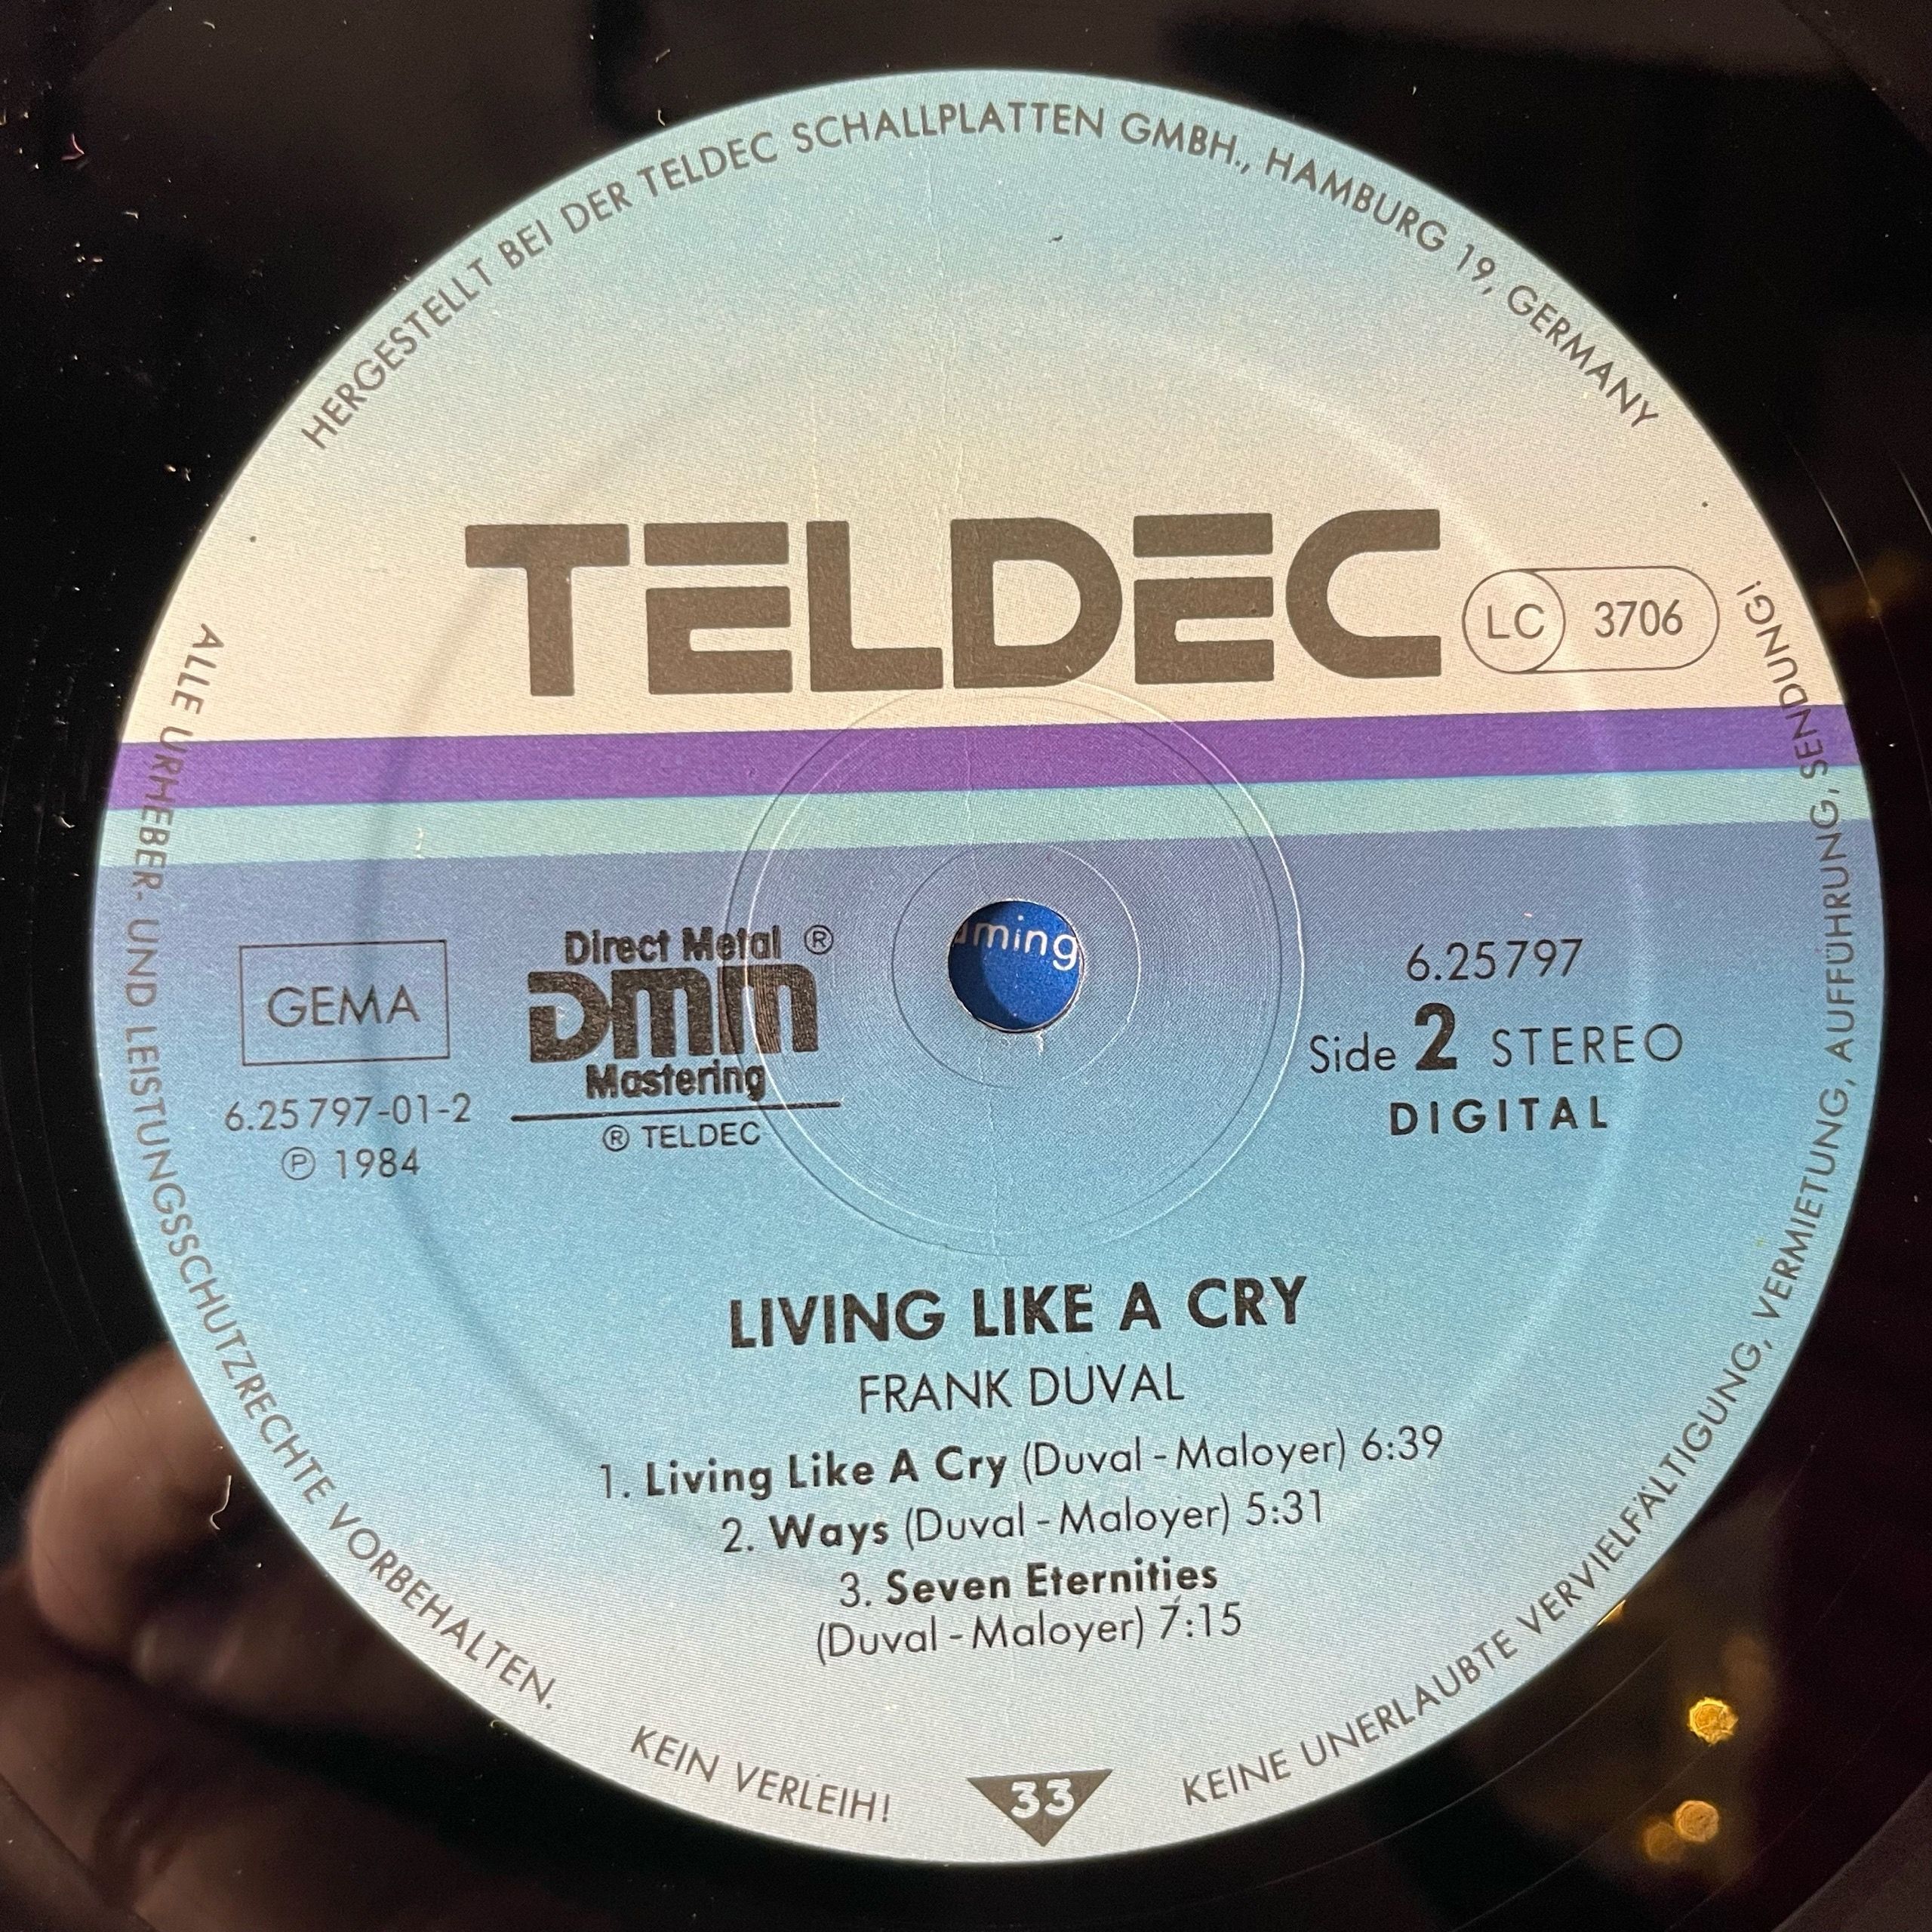 HERGESTELLT BEI DER TELDEC SCHALLPLATTEN GMBH., HAMBURG 19, GERMANY
TELDEC
LC 3706
GEMA
6.25797-01-2
Ⓟ 1984
Direct Metal ®
DMM
Mastering
® TELDEC
ming
6.25797
Side 2 STEREO
DIGITAL
LIVING LIKE A CRY
FRANK DUVAL
1. Living Like A Cry (Duval - Maloyer) 6:39
2. Ways (Duval - Maloyer) 5:31
3. Seven Eternities
(Duval - Maloyer) 7:15
33
ALLE URHEBER- UND LEISTUNGSSCHUTZRECHTE VORBEHALTEN. KEIN VERLEIH! KEINE UNERLAUBTE VERVIELFÄLTIGUNG, VERMIETUNG, AUFFÜHRUNG, SENDUNG!